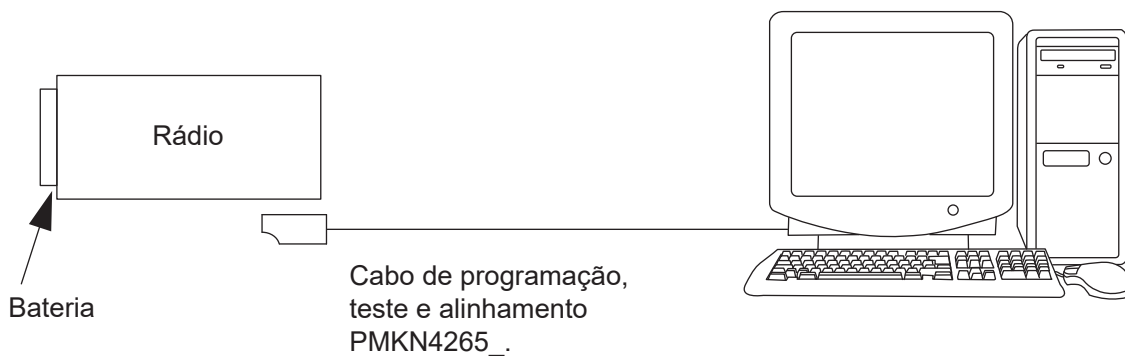 Rádio
Bateria
Cabo de programação,
teste e alinhamento
PMKN4265_.